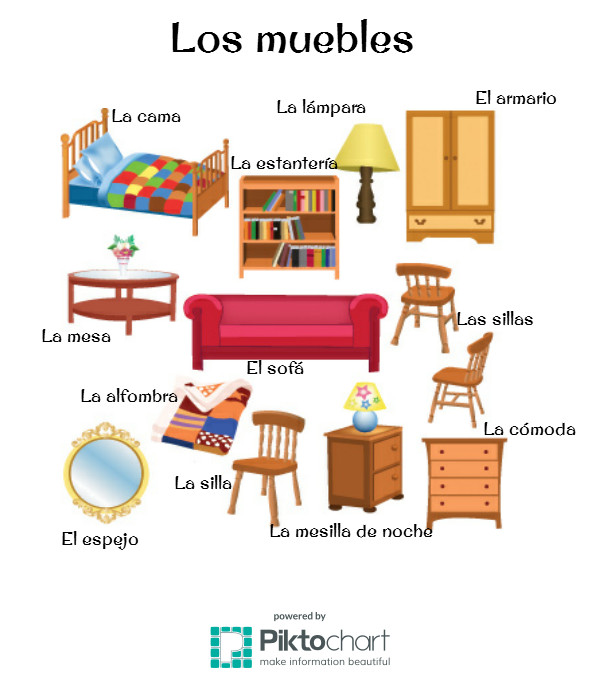 Los muebles
La cama
La lámpara
El armario
La estantería
La mesa
Las sillas
El sofá
La alfombra
La cómoda
La silla
La mesilla de noche
El espejo
powered by
Piktochart
make information beautiful